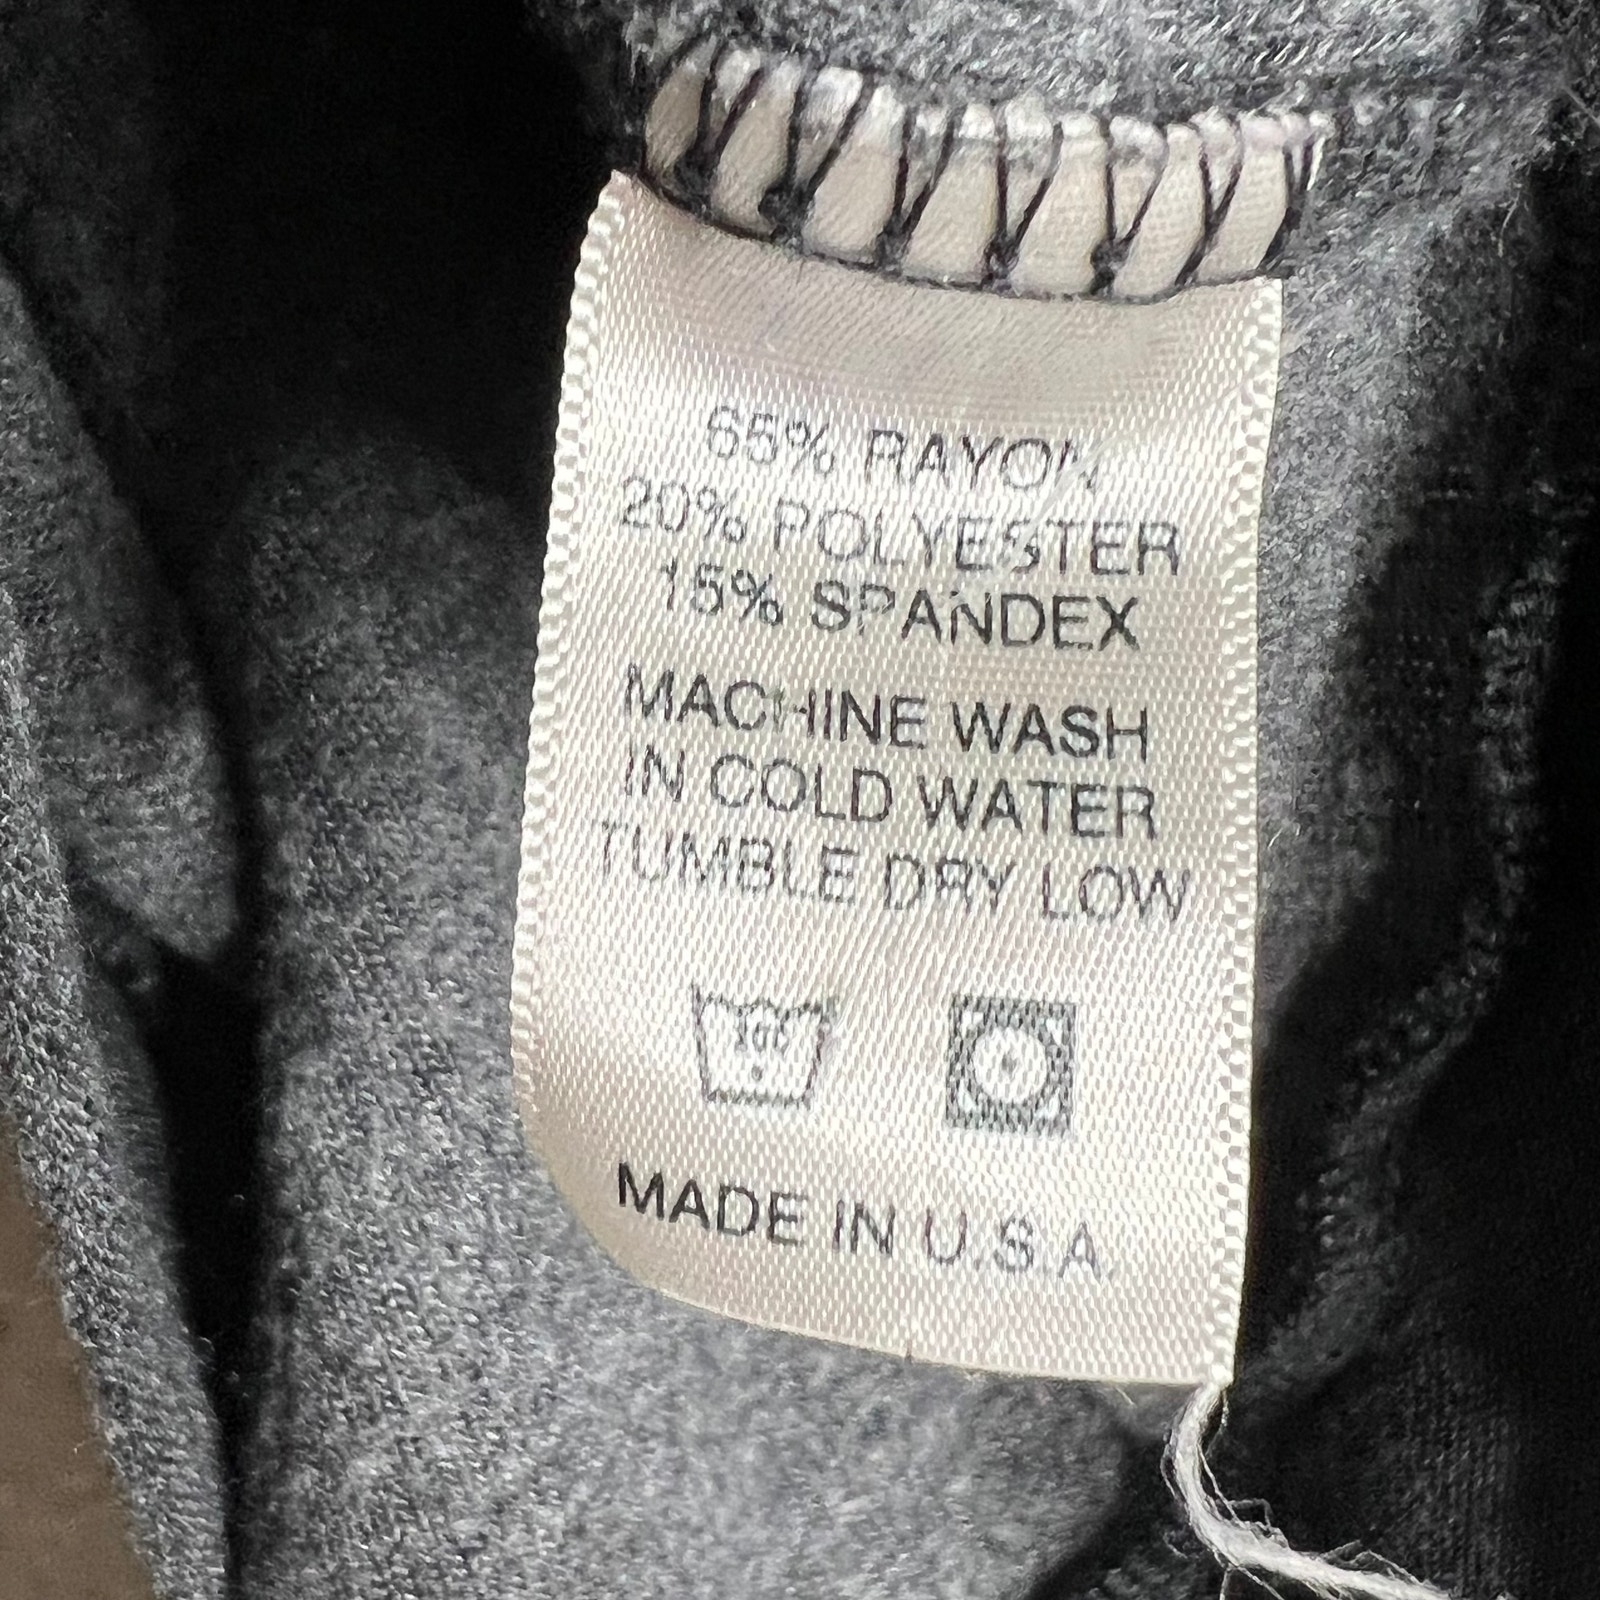 65% RAYON
20% POLYESTER
15% SPANDEX
MACHINE WASH
IN COLD WATER
TUMBLE DRY LOW
MADE IN U.S.A.